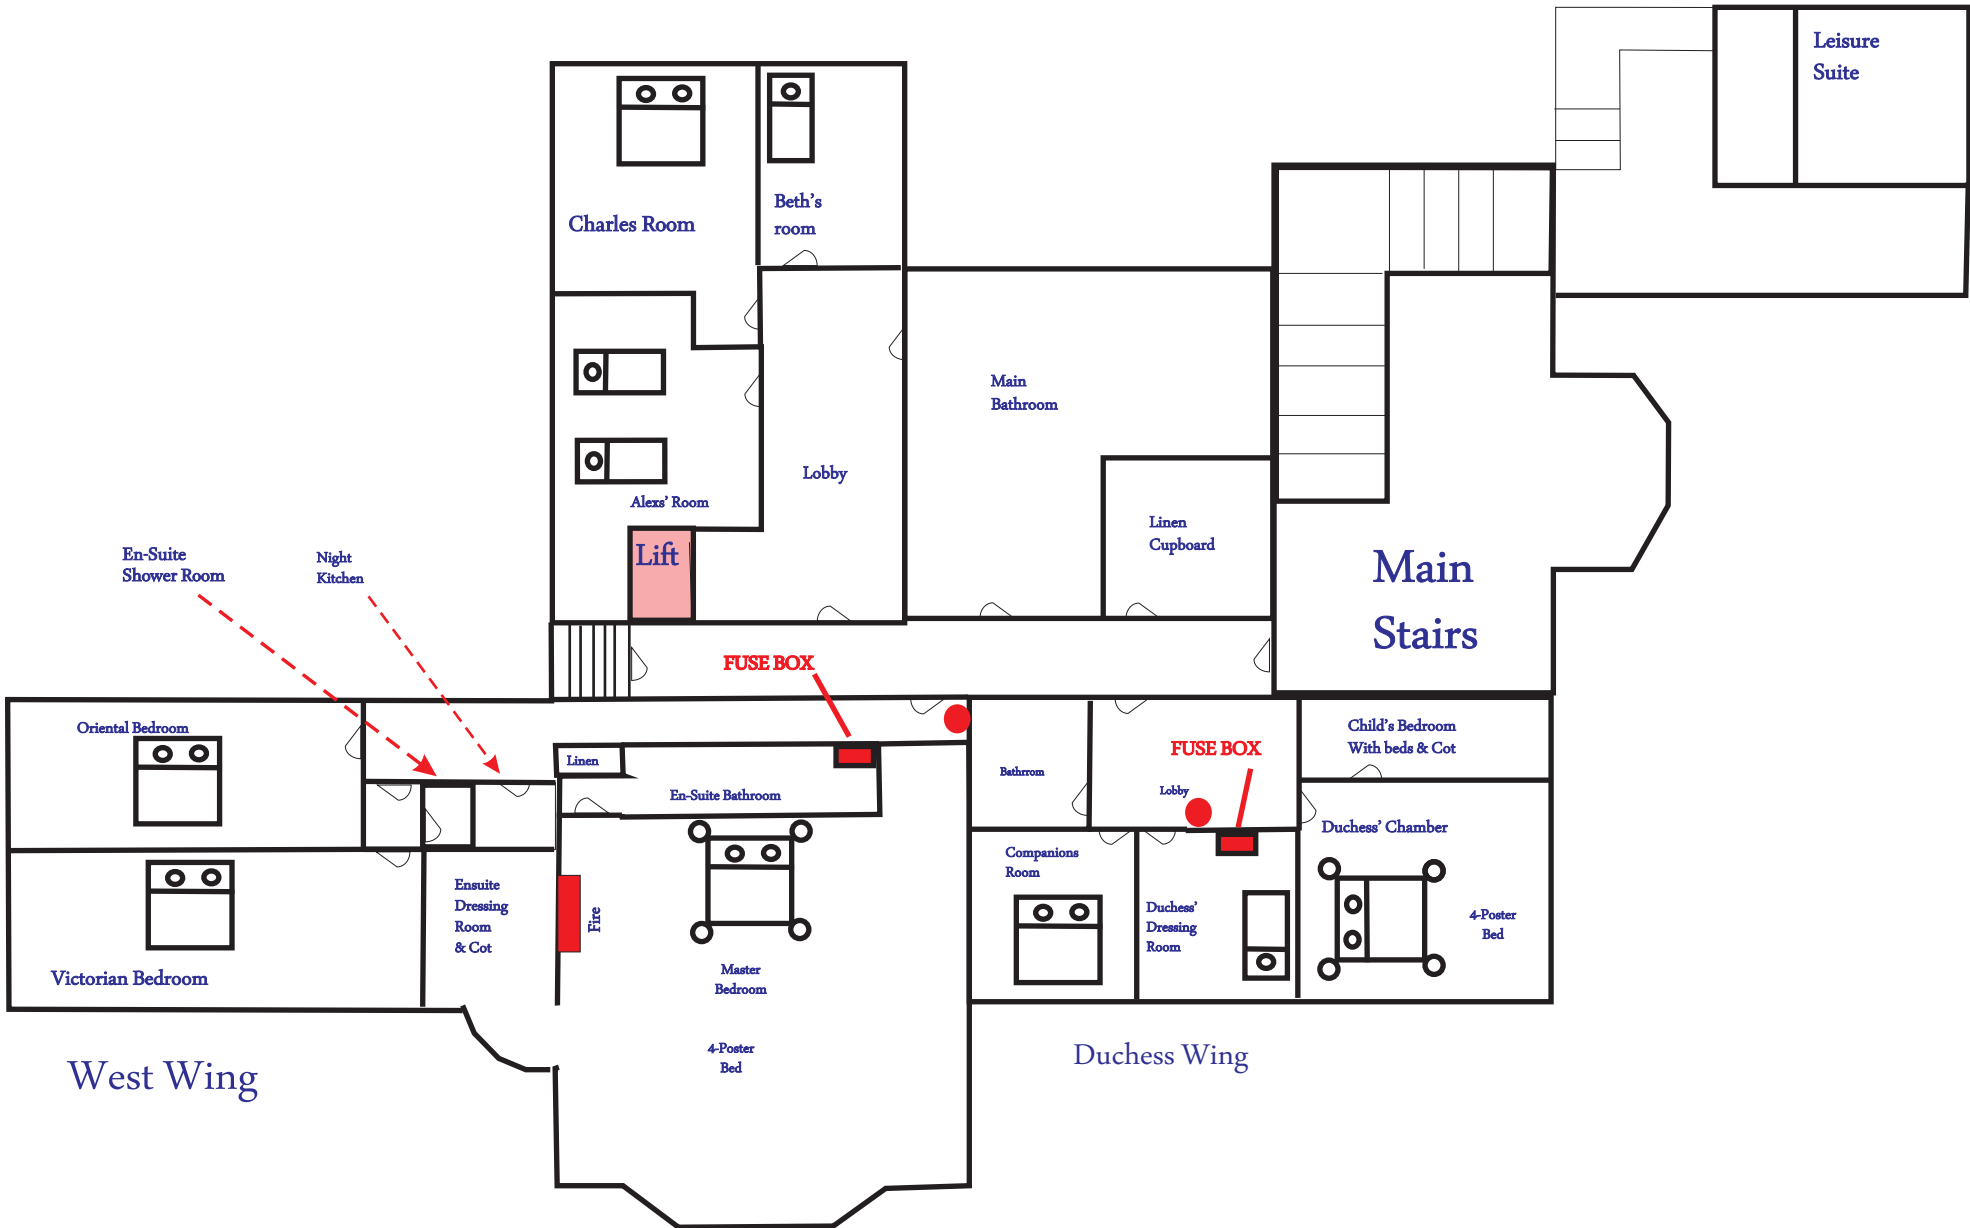 Leisure
Suite
Charles Room
Beth's
room
Main
Bathroom
Lobby
Alexs' Room
Linen
Cupboard
Lift
Main
Stairs
En-Suite
Shower Room
Night
Kitchen
FUSE BOX
Oriental Bedroom
Linen
En-Suite Bathroom
Bathrrom
Lobby
FUSE BOX
Child's Bedroom
With beds & Cot
Duchess' Chamber
Companions
Room
Ensuite
Dressing
Room
& Cot
Fire
Duchess'
Dressing
Room
4-Poster
Bed
Victorian Bedroom
Master
Bedroom
4-Poster
Bed
West Wing
Duchess Wing